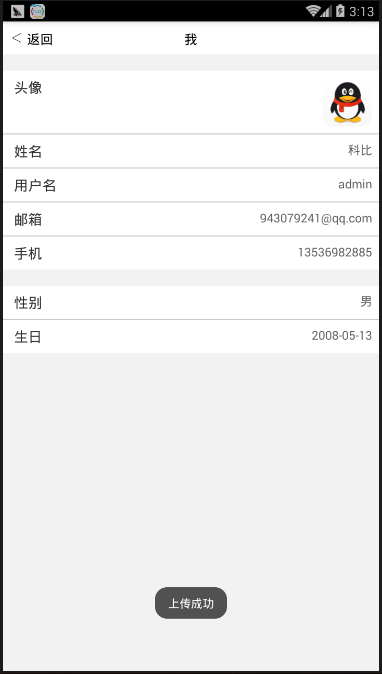 3:13
< 返回 我
头像
姓名 科比
用户名 admin
邮箱 943079241@qq.com
手机 13536982885
性别 男
生日 2008-05-13
上传成功